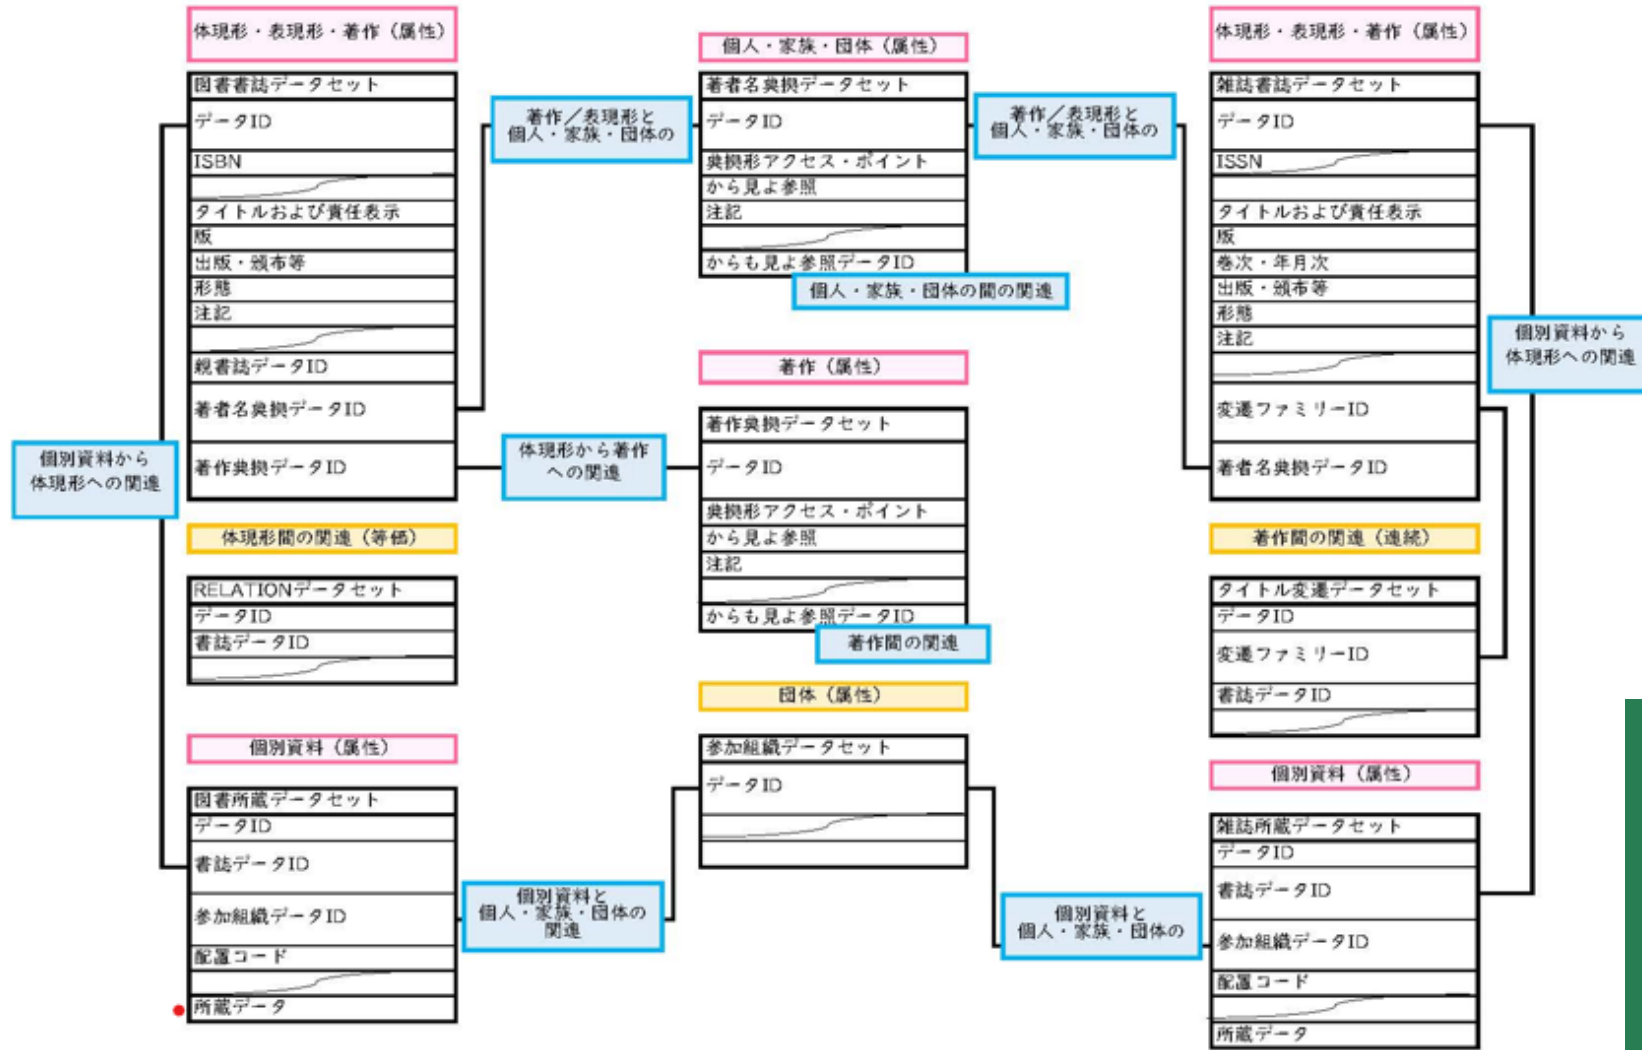 体現形・表現形・著作（属性）
図書書誌データセット
データID
ISBN
タイトルおよび責任表示
版
出版・頒布等
形態
注記
親書誌データID
著者名典拠データID
著作典拠データID
個別資料から
体現形への関連
体現形間の関連（等価）
RELATIONデータセット
データID
書誌データID
個別資料（属性）
図書所蔵データセット
データID
書誌データID
参加組織データID
配置コード
所蔵データ
著作／表現形と
個人・家族・団体の
体現形から著作
への関連
個別資料と
個人・家族・団体の
関連
個人・家族・団体（属性）
著者名典拠データセット
データID
典拠形アクセス・ポイント
から見よ参照
注記
からも見よ参照データID
個人・家族・団体の間の関連
著作（属性）
著作典拠データセット
データID
典拠形アクセス・ポイント
から見よ参照
注記
からも見よ参照データID
著作間の関連
団体（属性）
参加組織データセット
データID
著作／表現形と
個人・家族・団体の
個別資料と
個人・家族・団体の
体現形・表現形・著作（属性）
雑誌書誌データセット
データID
ISSN
タイトルおよび責任表示
版
巻次・年月次
出版・頒布等
形態
注記
変遷ファミリーID
著者名典拠データID
個別資料から
体現形への関連
著作間の関連（連続）
タイトル変遷データセット
データID
変遷ファミリーID
書誌データID
個別資料（属性）
雑誌所蔵データセット
データID
書誌データID
参加組織データID
配置コード
所蔵データ